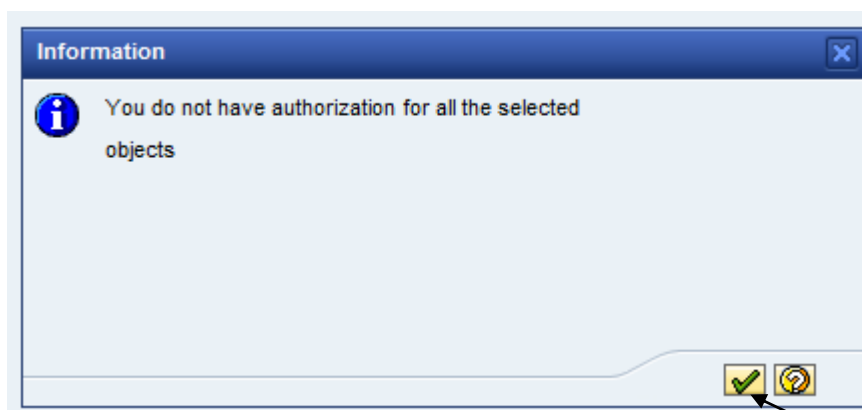 Information
You do not have authorization for all the selected
objects